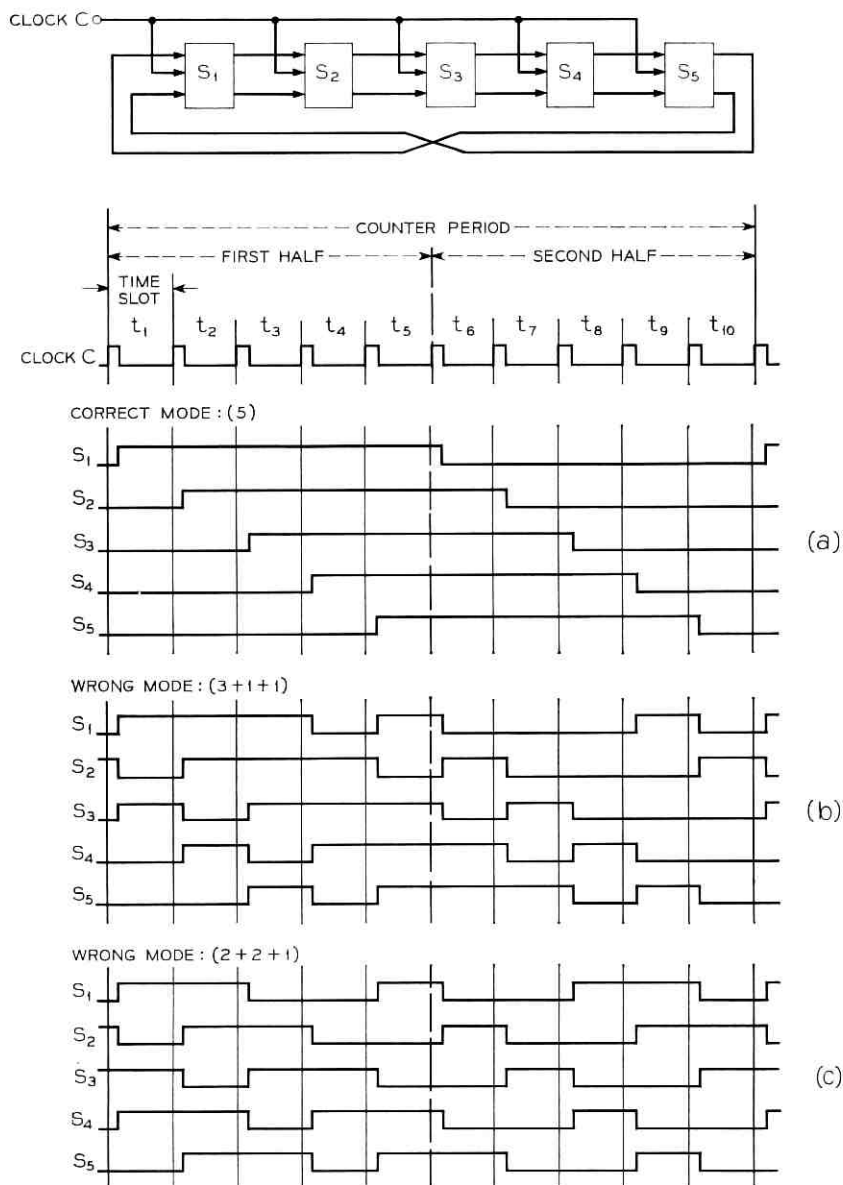 CLOCK C
S1 S2 S3 S4 S5
COUNTER PERIOD
FIRST HALF SECOND HALF
TIME
SLOT
t1 t2 t3 t4 t5 t6 t7 t8 t9 t10
CLOCK C
CORRECT MODE : (5)
S1
S2
S3
(a)
S4
S5
WRONG MODE : (3+1+1)
S1
S2
S3
(b)
S4
S5
WRONG MODE : (2+2+1)
S1
S2
S3
(c)
S4
S5